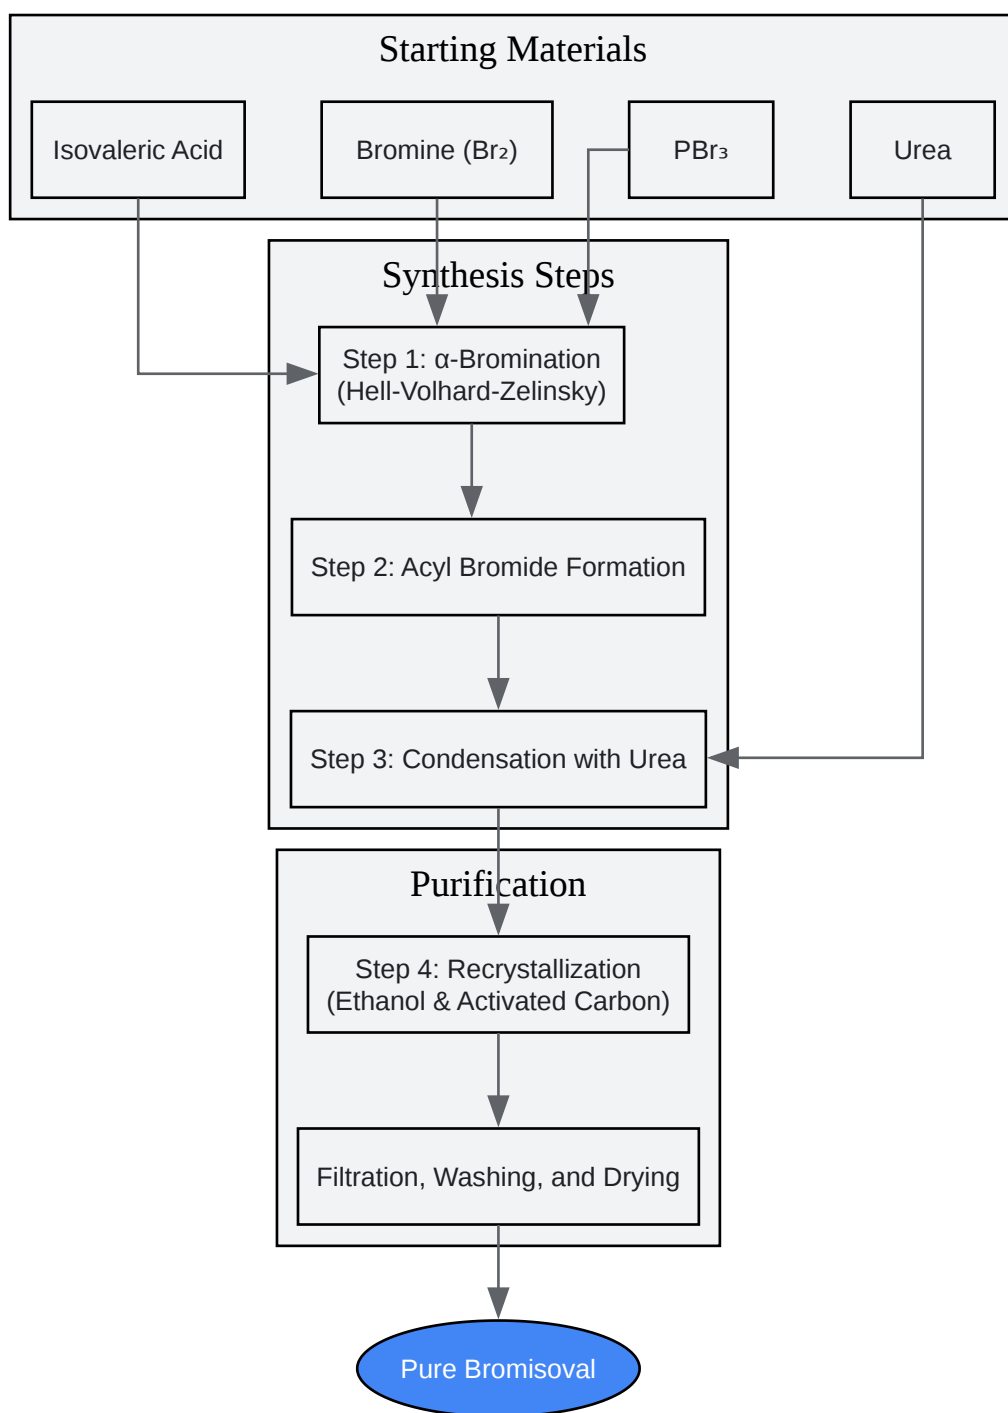 Starting Materials
Isovaleric Acid
Bromine (Br₂)
PBr₃
Urea
Synthesis Steps
Step 1: α-Bromination
(Hell-Volhard-Zelinsky)
Step 2: Acyl Bromide Formation
Step 3: Condensation with Urea
Purification
Step 4: Recrystallization
(Ethanol & Activated Carbon)
Filtration, Washing, and Drying
Pure Bromisoval